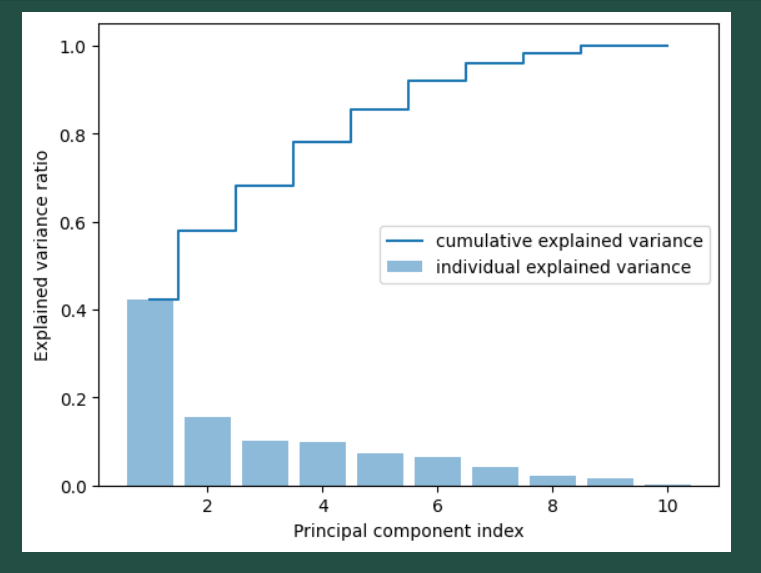 1.0
0.8
0.6
0.4
0.2
0.0
Explained variance ratio
cumulative explained variance
individual explained variance
2 4 6 8 10
Principal component index